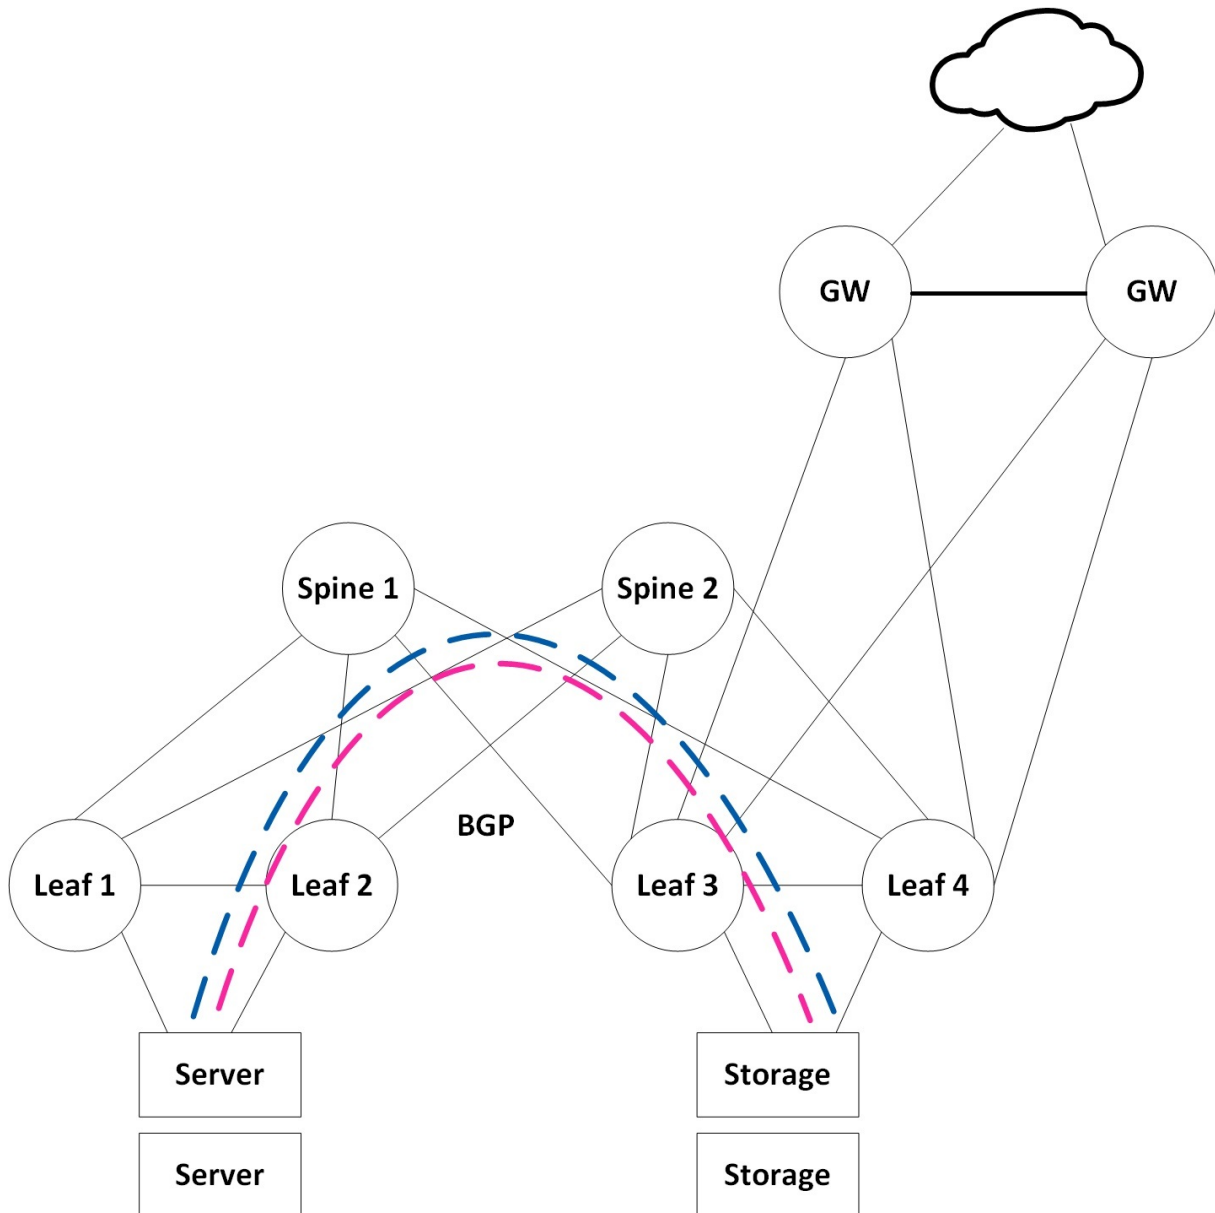 GW
GW
Spine 1
Spine 2
BGP
Leaf 1
Leaf 2
Leaf 3
Leaf 4
Server
Storage
Server
Storage